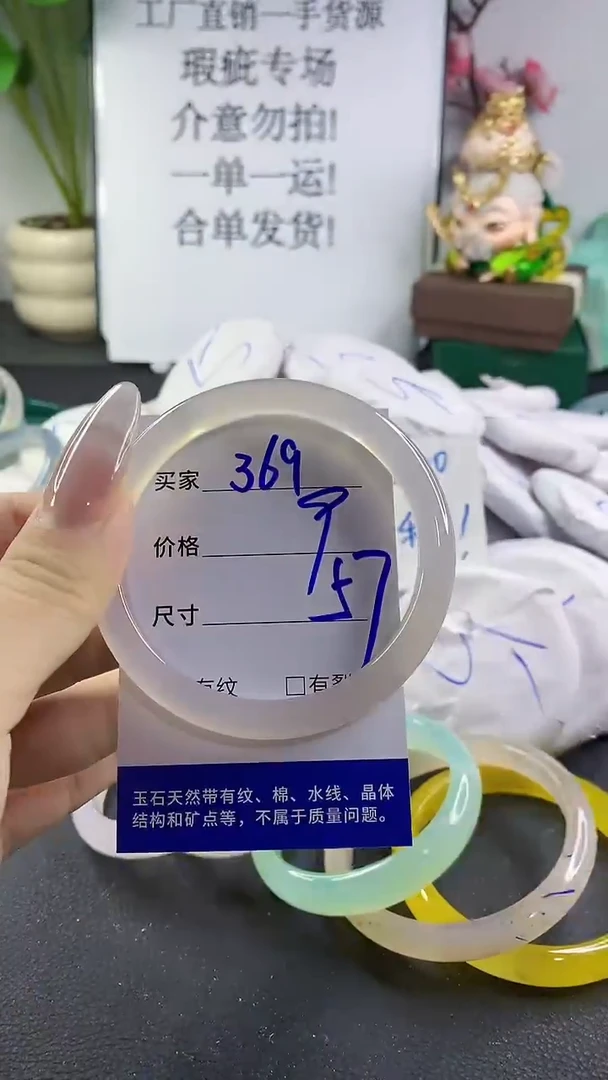 工厂直销一手货源
瑕疵专场
介意勿拍!
一单一运!
合单发货!
买家 369
价格 9
尺寸 57
有纹 □有裂
玉石天然带有纹、棉、水线、晶体
结构和矿点等，不属于质量问题。